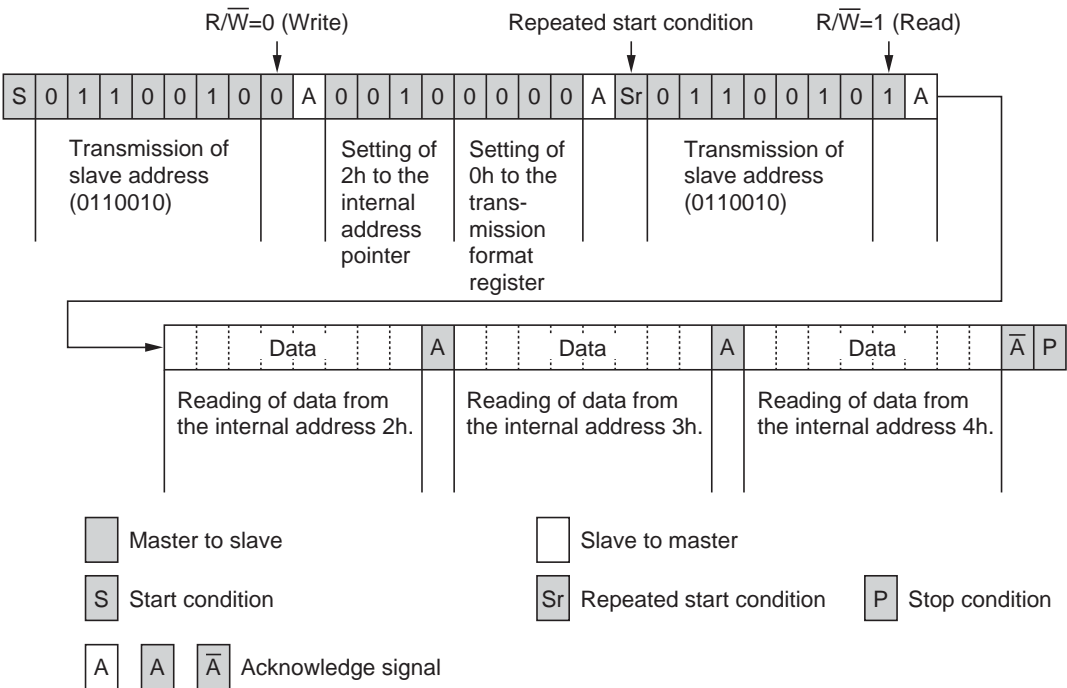 R/W̅=0 (Write) Repeated start condition R/W̅=1 (Read)
S 0 1 1 0 0 1 0 0 A 0 0 1 0 0 0 0 0 A Sr 0 1 1 0 0 1 0 1 A
Transmission of
slave address
(0110010)
Setting of
2h to the
internal
address
pointer
Setting of
0h to the
trans-
mission
format
register
Transmission of
slave address
(0110010)
Data A Data A Data A̅ P
Reading of data from
the internal address 2h.
Reading of data from
the internal address 3h.
Reading of data from
the internal address 4h.
Master to slave Slave to master
S Start condition Sr Repeated start condition P Stop condition
A A A̅ Acknowledge signal